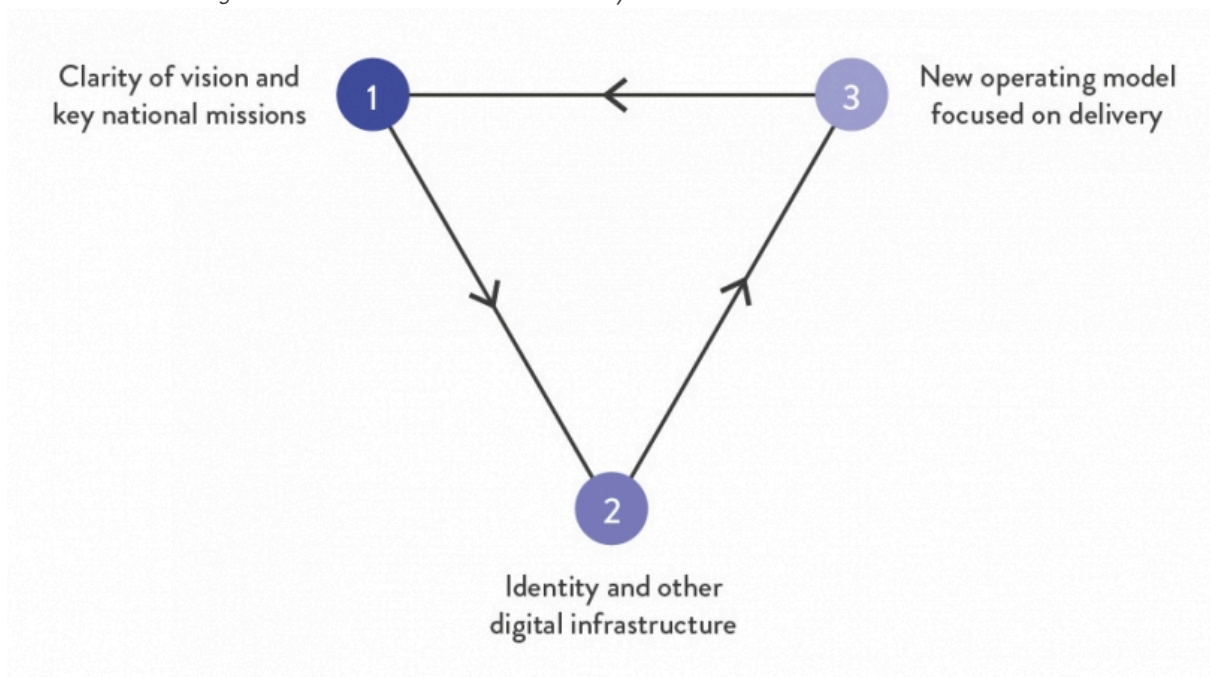 Clarity of vision and
key national missions
1
3
New operating model
focused on delivery
2
Identity and other
digital infrastructure